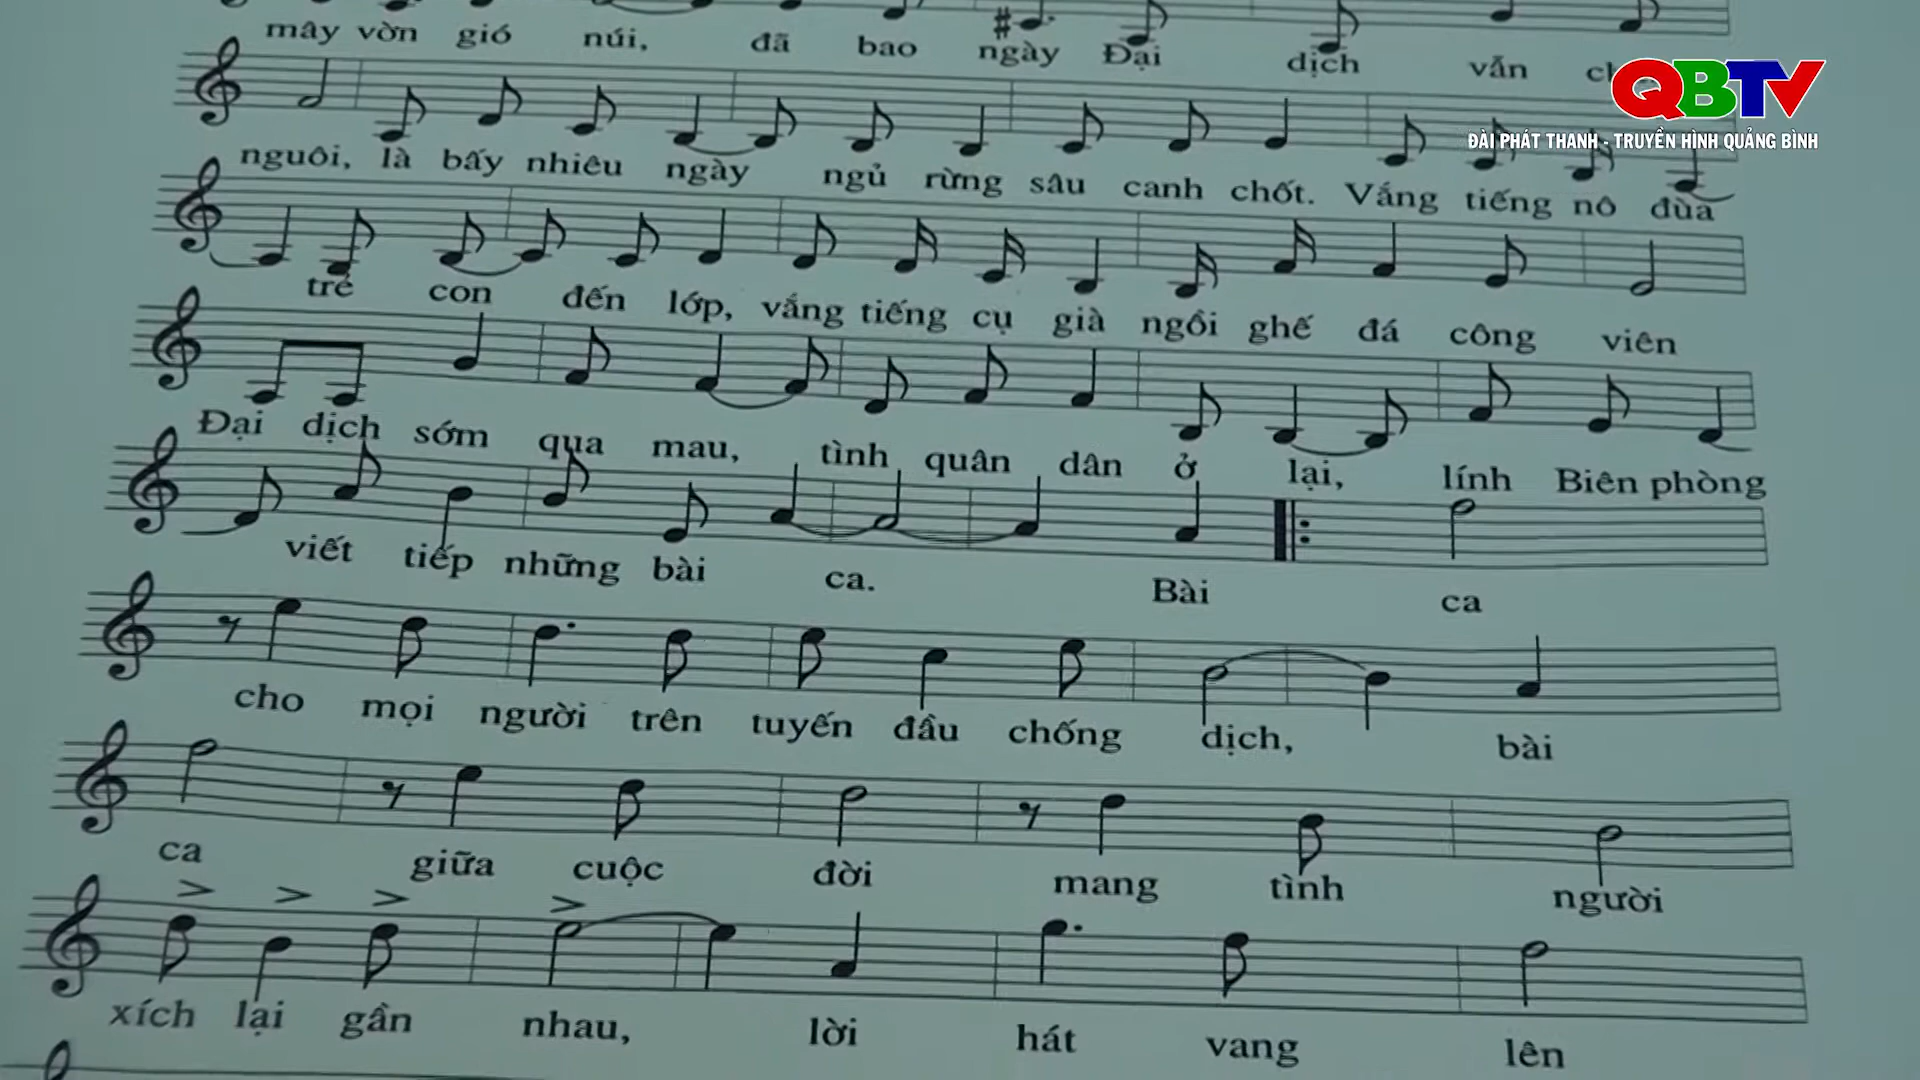 mây vờn gió núi, đã bao ngày Đại dịch vẫn
QBTV
ĐÀI PHÁT THANH - TRUYỀN HÌNH QUẢNG BÌNH
nguôi, là bấy nhiêu ngày ngủ rừng sâu canh chốt. Vắng tiếng nô đùa
trẻ con đến lớp, vắng tiếng cụ già ngồi ghế đá công viên
Đại dịch sớm qua mau, tình quân dân ở lại, lính Biên phòng
viết tiếp những bài ca. Bài ca
cho mọi người trên tuyến đầu chống dịch, bài
ca giữa cuộc đời mang tình người
xích lại gần nhau, lời hát vang lên